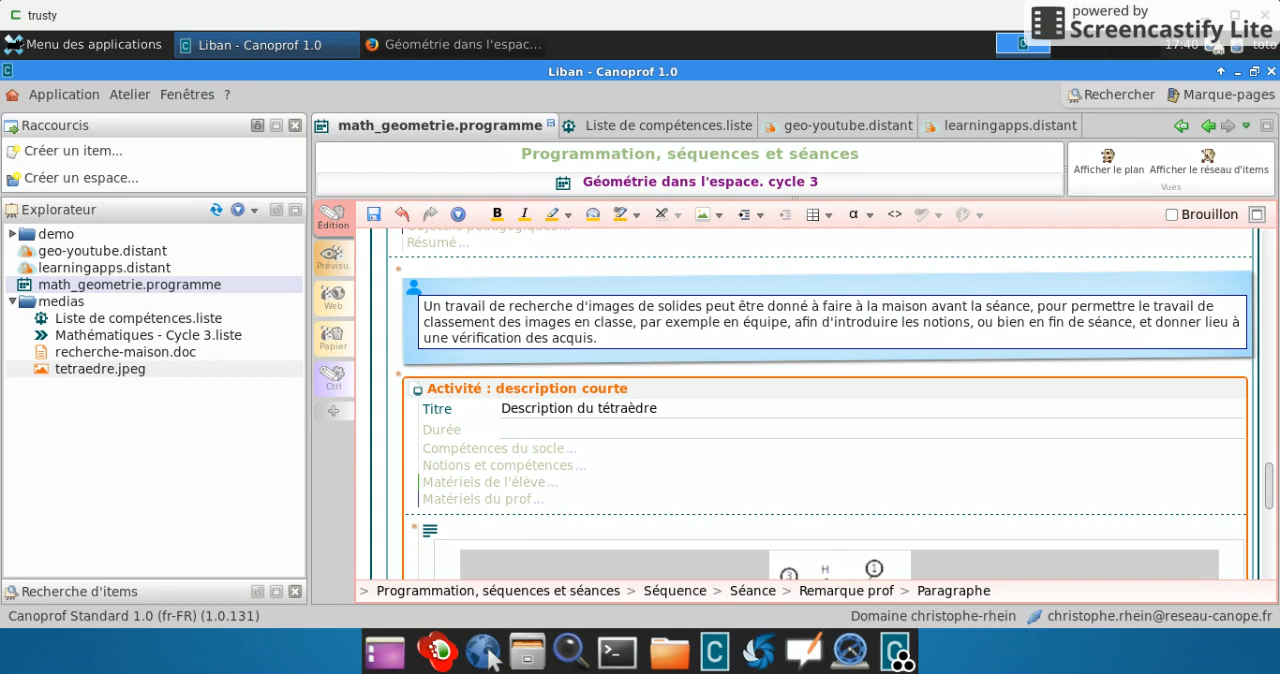 trusty
powered by
Screencastify Lite
Menu des applications
Liban - Canoprof 1.0
Géométrie dans l'espac...
17:40
toto
Liban - Canoprof 1.0
Application Atelier Fenêtres ?
Rechercher
Marque-pages
Raccourcis
Créer un item...
Créer un espace...
Explorateur
demo
geo-youtube.distant
learningapps.distant
math_geometrie.programme
medias
Liste de compétences.liste
Mathématiques - Cycle 3.liste
recherche-maison.doc
tetraedre.jpeg
Recherche d'items
math_geometrie.programme
Liste de compétences.liste
geo-youtube.distant
learningapps.distant
Programmation, séquences et séances
Géométrie dans l'espace. cycle 3
Afficher le plan
Afficher le réseau d'items
Vues
Édition
Prévisu.
Web
Papier
Ctrl
B I α <>
Brouillon
Objectifs pédagogiques...
Résumé...
Un travail de recherche d'images de solides peut être donné à faire à la maison avant la séance, pour permettre le travail de
classement des images en classe, par exemple en équipe, afin d'introduire les notions, ou bien en fin de séance, et donner lieu à
une vérification des acquis.
Activité : description courte
Titre Description du tétraèdre
Durée
Compétences du socle...
Notions et compétences...
Matériels de l'élève...
Matériels du prof...
3 H 1
> Programmation, séquences et séances > Séquence > Séance > Remarque prof > Paragraphe
Canoprof Standard 1.0 (fr-FR) (1.0.131)
Domaine christophe-rhein
christophe.rhein@reseau-canope.fr